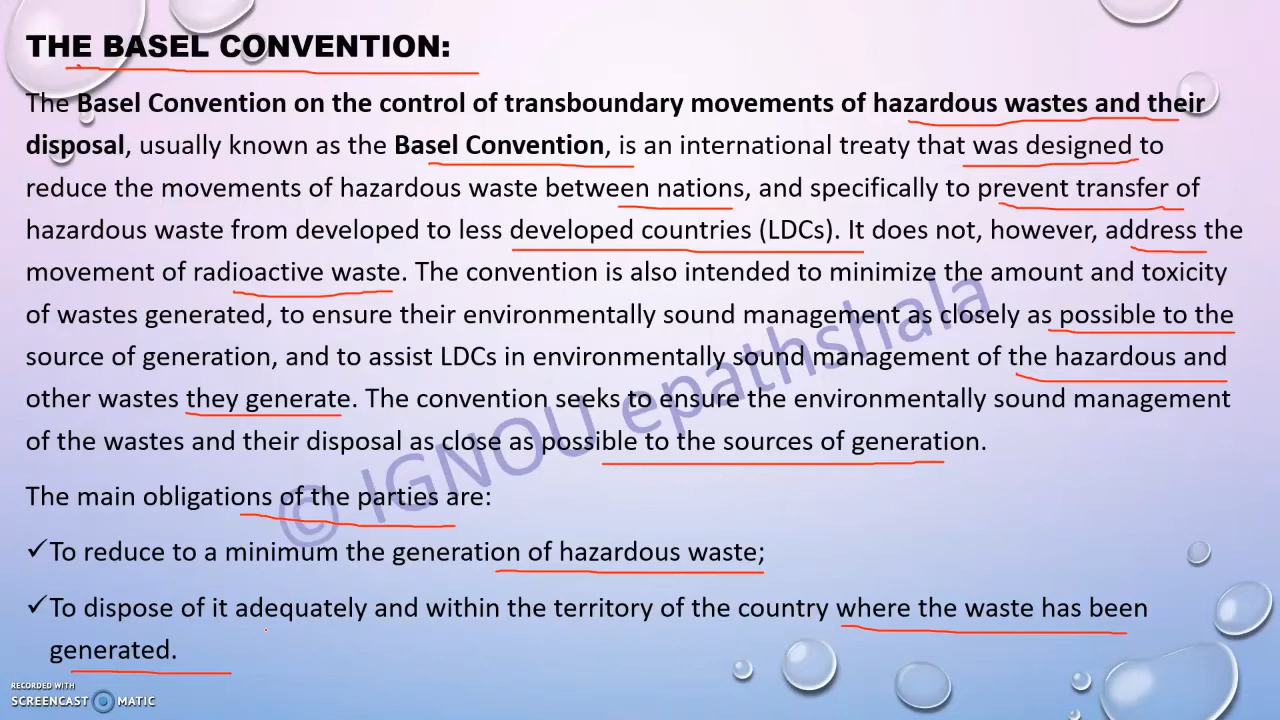 THE BASEL CONVENTION:
The Basel Convention on the control of transboundary movements of hazardous wastes and their
disposal, usually known as the Basel Convention, is an international treaty that was designed to
reduce the movements of hazardous waste between nations, and specifically to prevent transfer of
hazardous waste from developed to less developed countries (LDCs). It does not, however, address the
movement of radioactive waste. The convention is also intended to minimize the amount and toxicity
of wastes generated, to ensure their environmentally sound management as closely as possible to the
source of generation, and to assist LDCs in environmentally sound management of the hazardous and
other wastes they generate. The convention seeks to ensure the environmentally sound management
of the wastes and their disposal as close as possible to the sources of generation.
© IGNOU epathshala
The main obligations of the parties are:
✓To reduce to a minimum the generation of hazardous waste;
✓To dispose of it adequately and within the territory of the country where the waste has been
generated.
RECORDED WITH
SCREENCAST MATIC